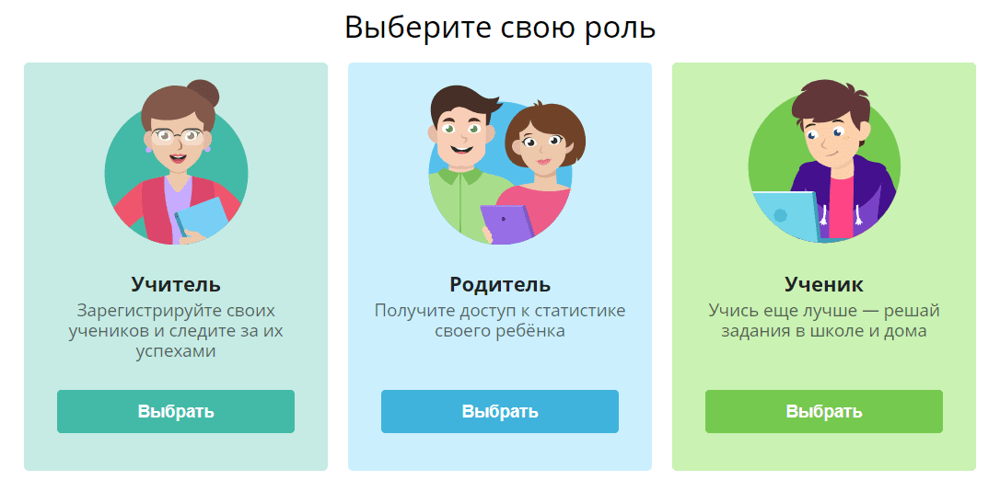 Выберите свою роль
Учитель
Зарегистрируйте своих
учеников и следите за их
успехами
Выбрать
Родитель
Получите доступ к статистике
своего ребёнка
Выбрать
Ученик
Учись еще лучше — решай
задания в школе и дома
Выбрать